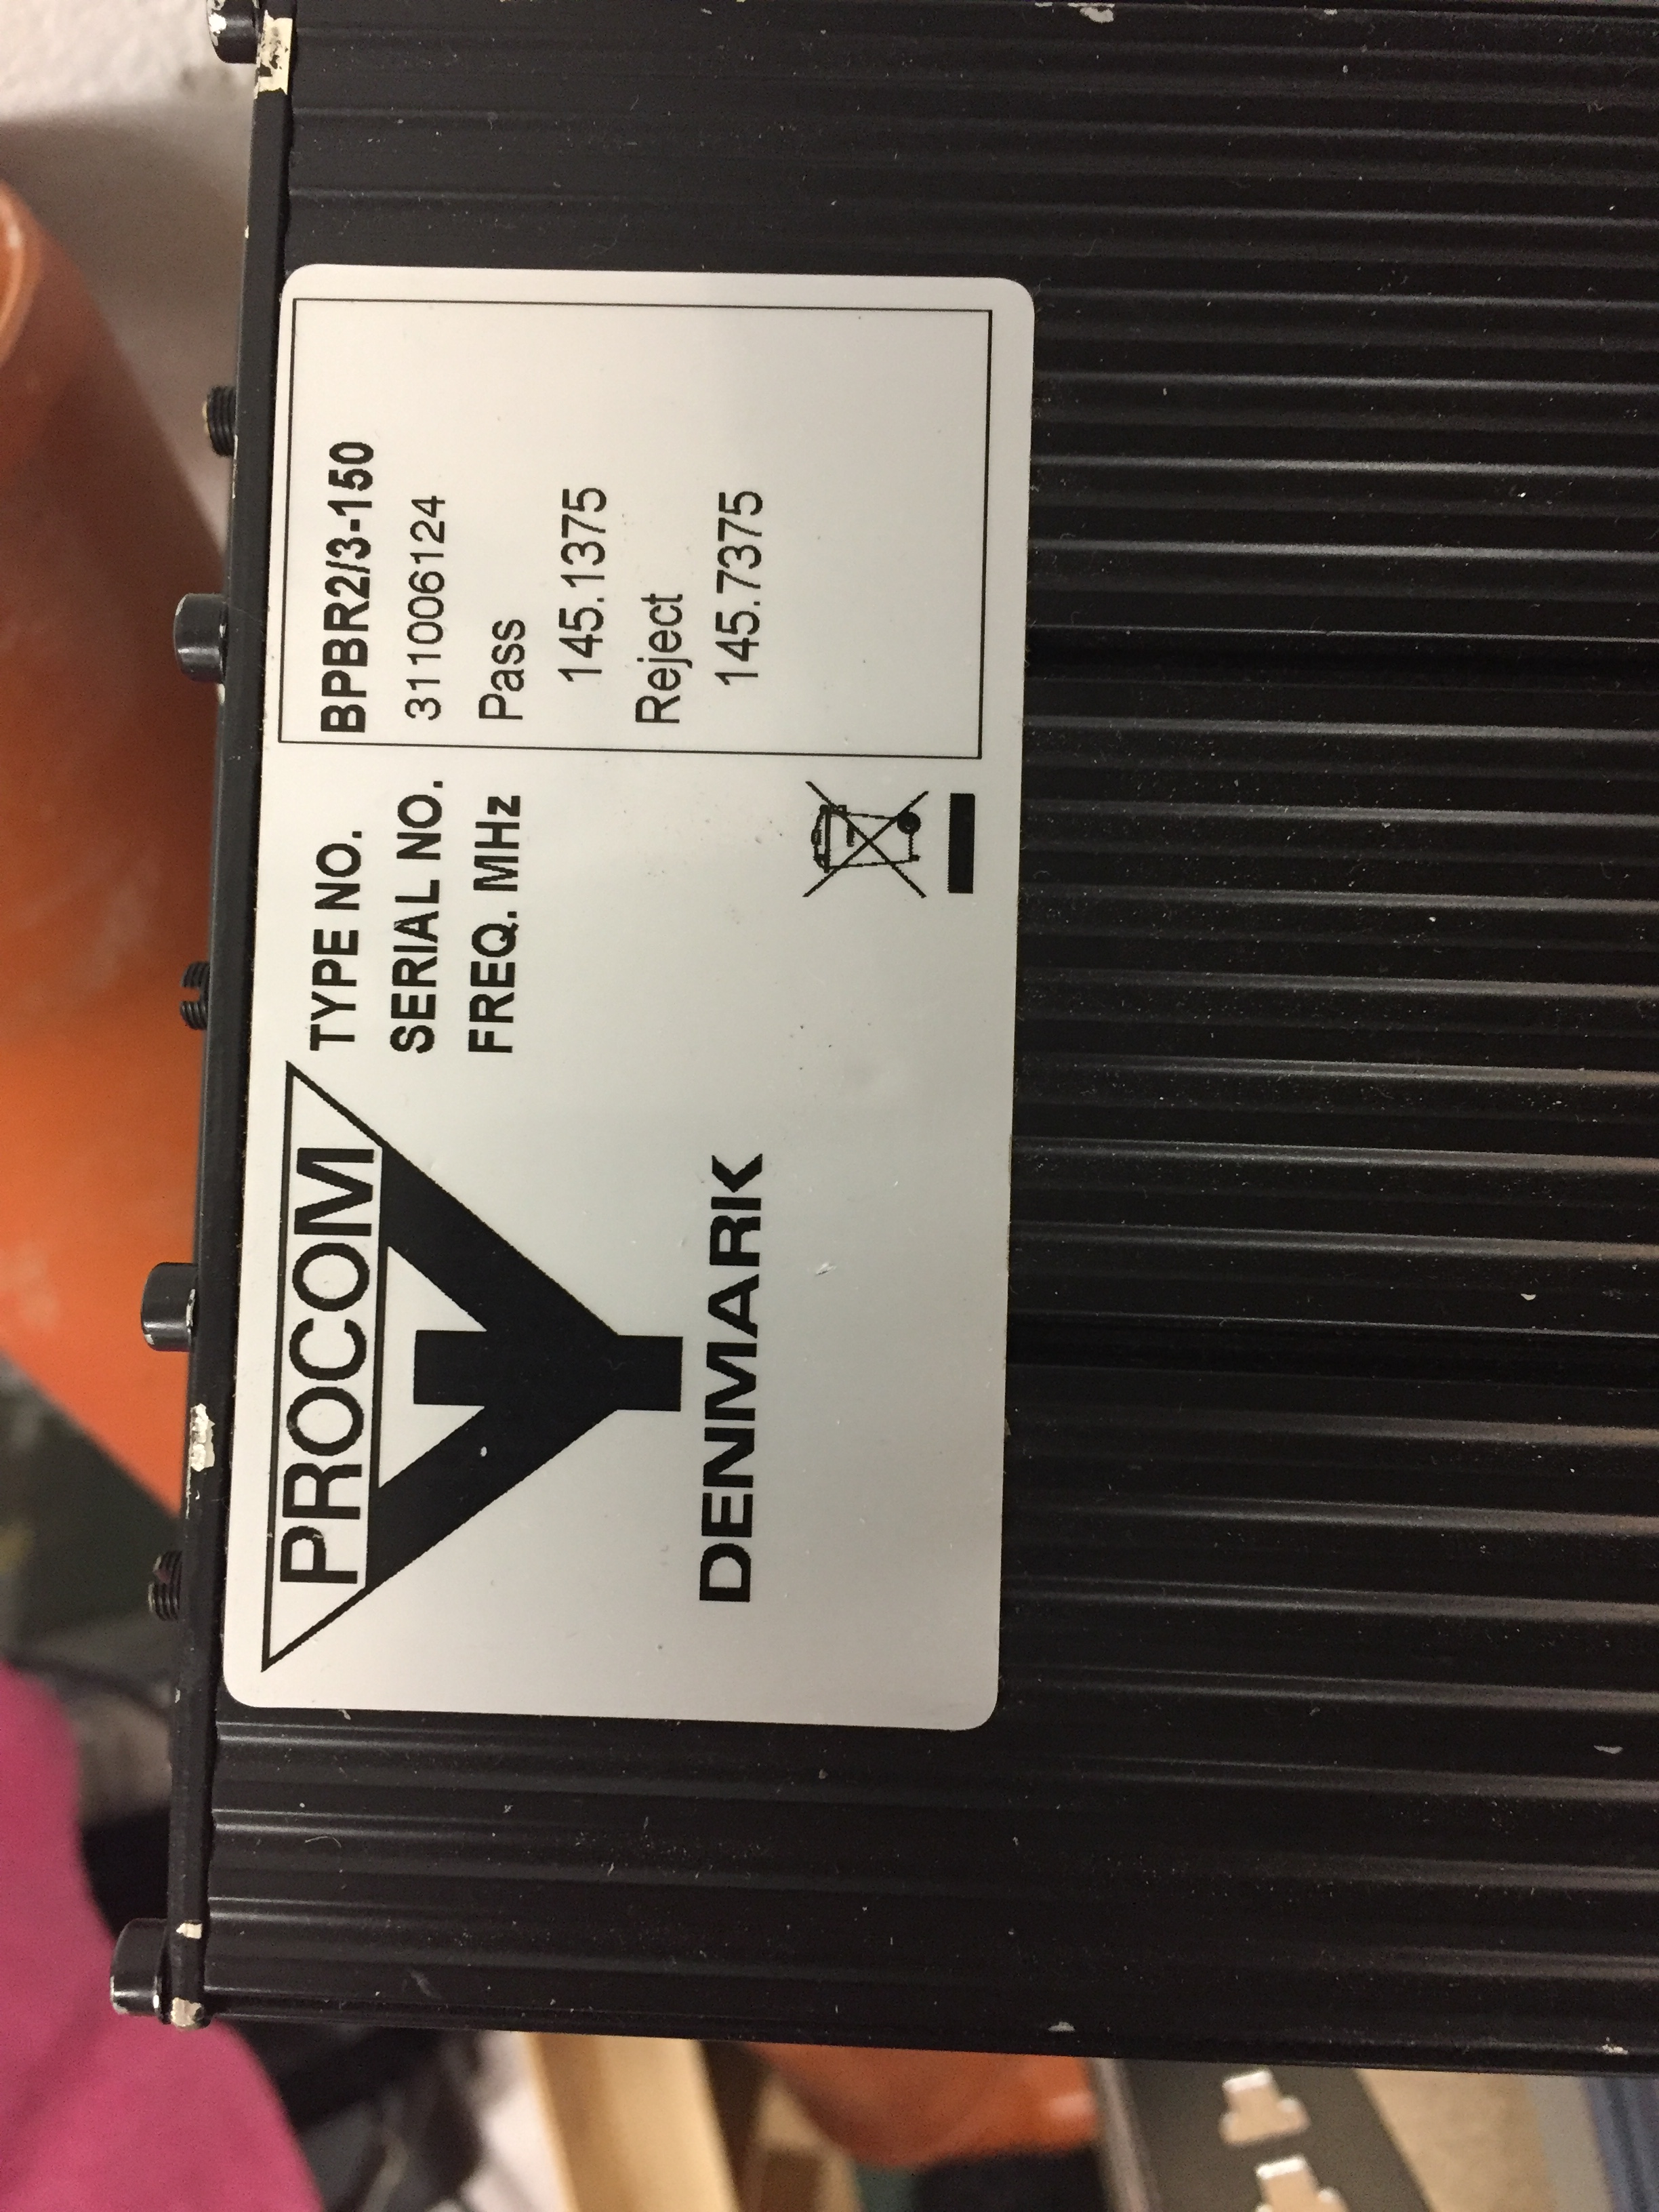 PROCOM
DENMARK
TYPE NO. BPBR2/3-150
SERIAL NO. 311006124
FREQ. MHz Pass
145.1375
Reject
145.7375